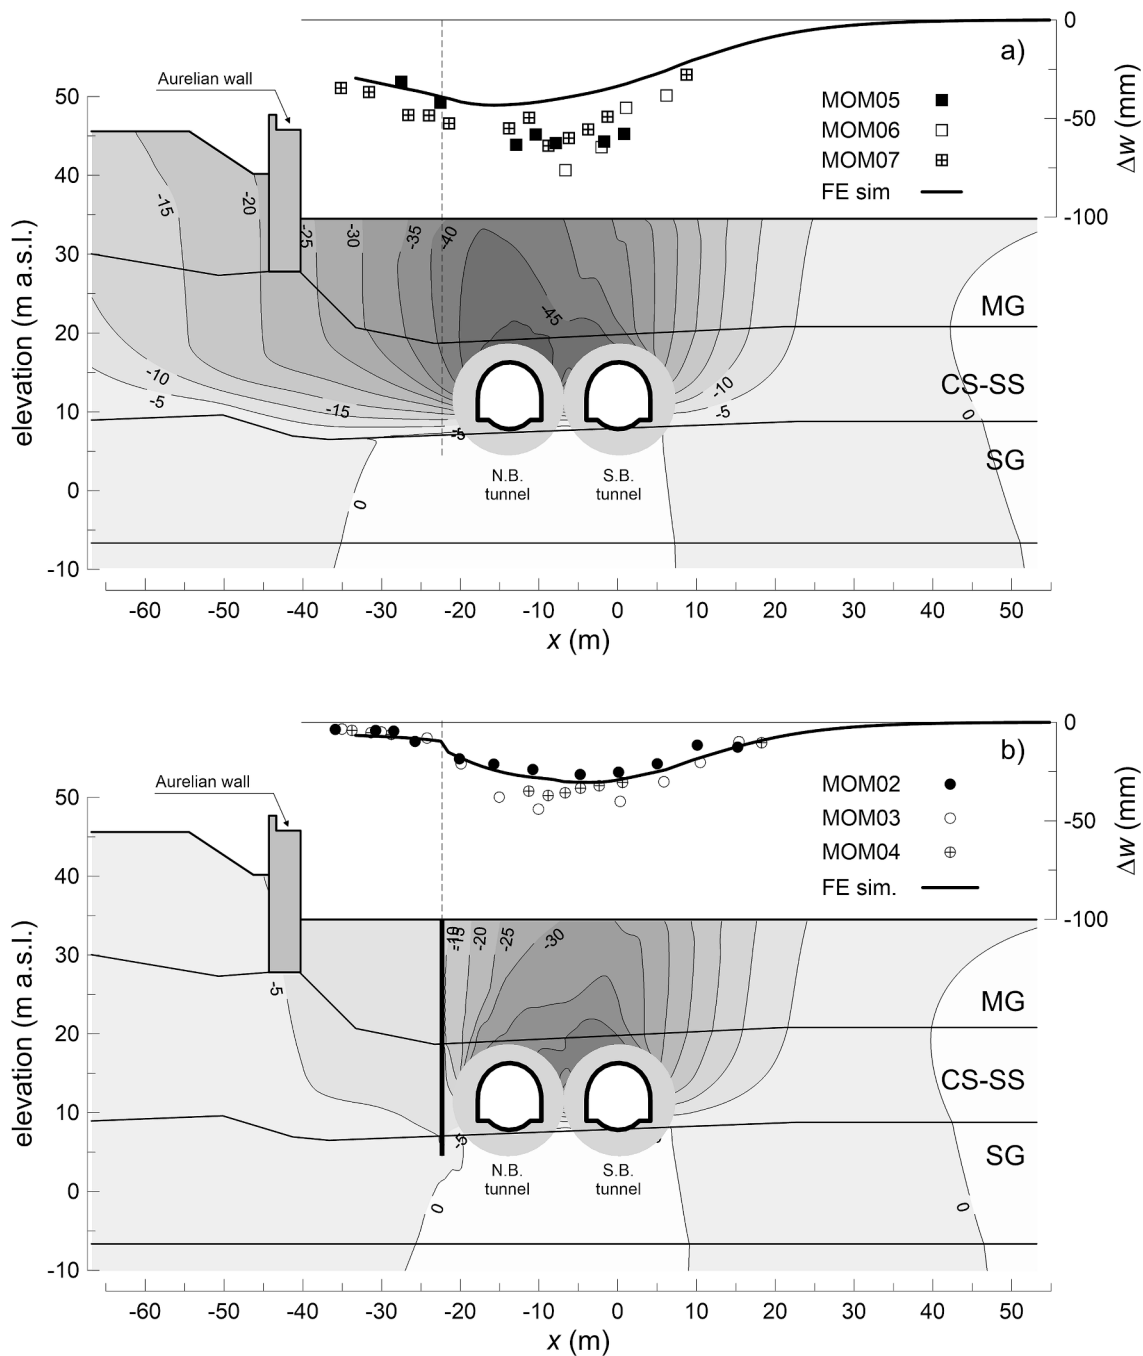 0
a)
Aurelian wall
50
MOM05
-50
Δw (mm)
MOM06
40
MOM07
-15
-20
FE sim
-100
-25
-30
-35
-40
30
elevation (m a.s.l.)
-45
MG
20
-10
-10
CS-SS
-5
-15
-5
0
10
-5
SG
N.B.
tunnel
S.B.
tunnel
0
0
-10
-60
-50
-40
-30
-20
-10
0
10
20
30
40
50
x (m)
0
b)
Aurelian wall
MOM02
50
MOM03
-50
Δw (mm)
MOM04
40
FE sim.
-100
-10
-15
-20
-25
-30
30
elevation (m a.s.l.)
-5
MG
20
CS-SS
10
-5
SG
N.B.
tunnel
S.B.
tunnel
0
0
0
-10
-60
-50
-40
-30
-20
-10
0
10
20
30
40
50
x (m)